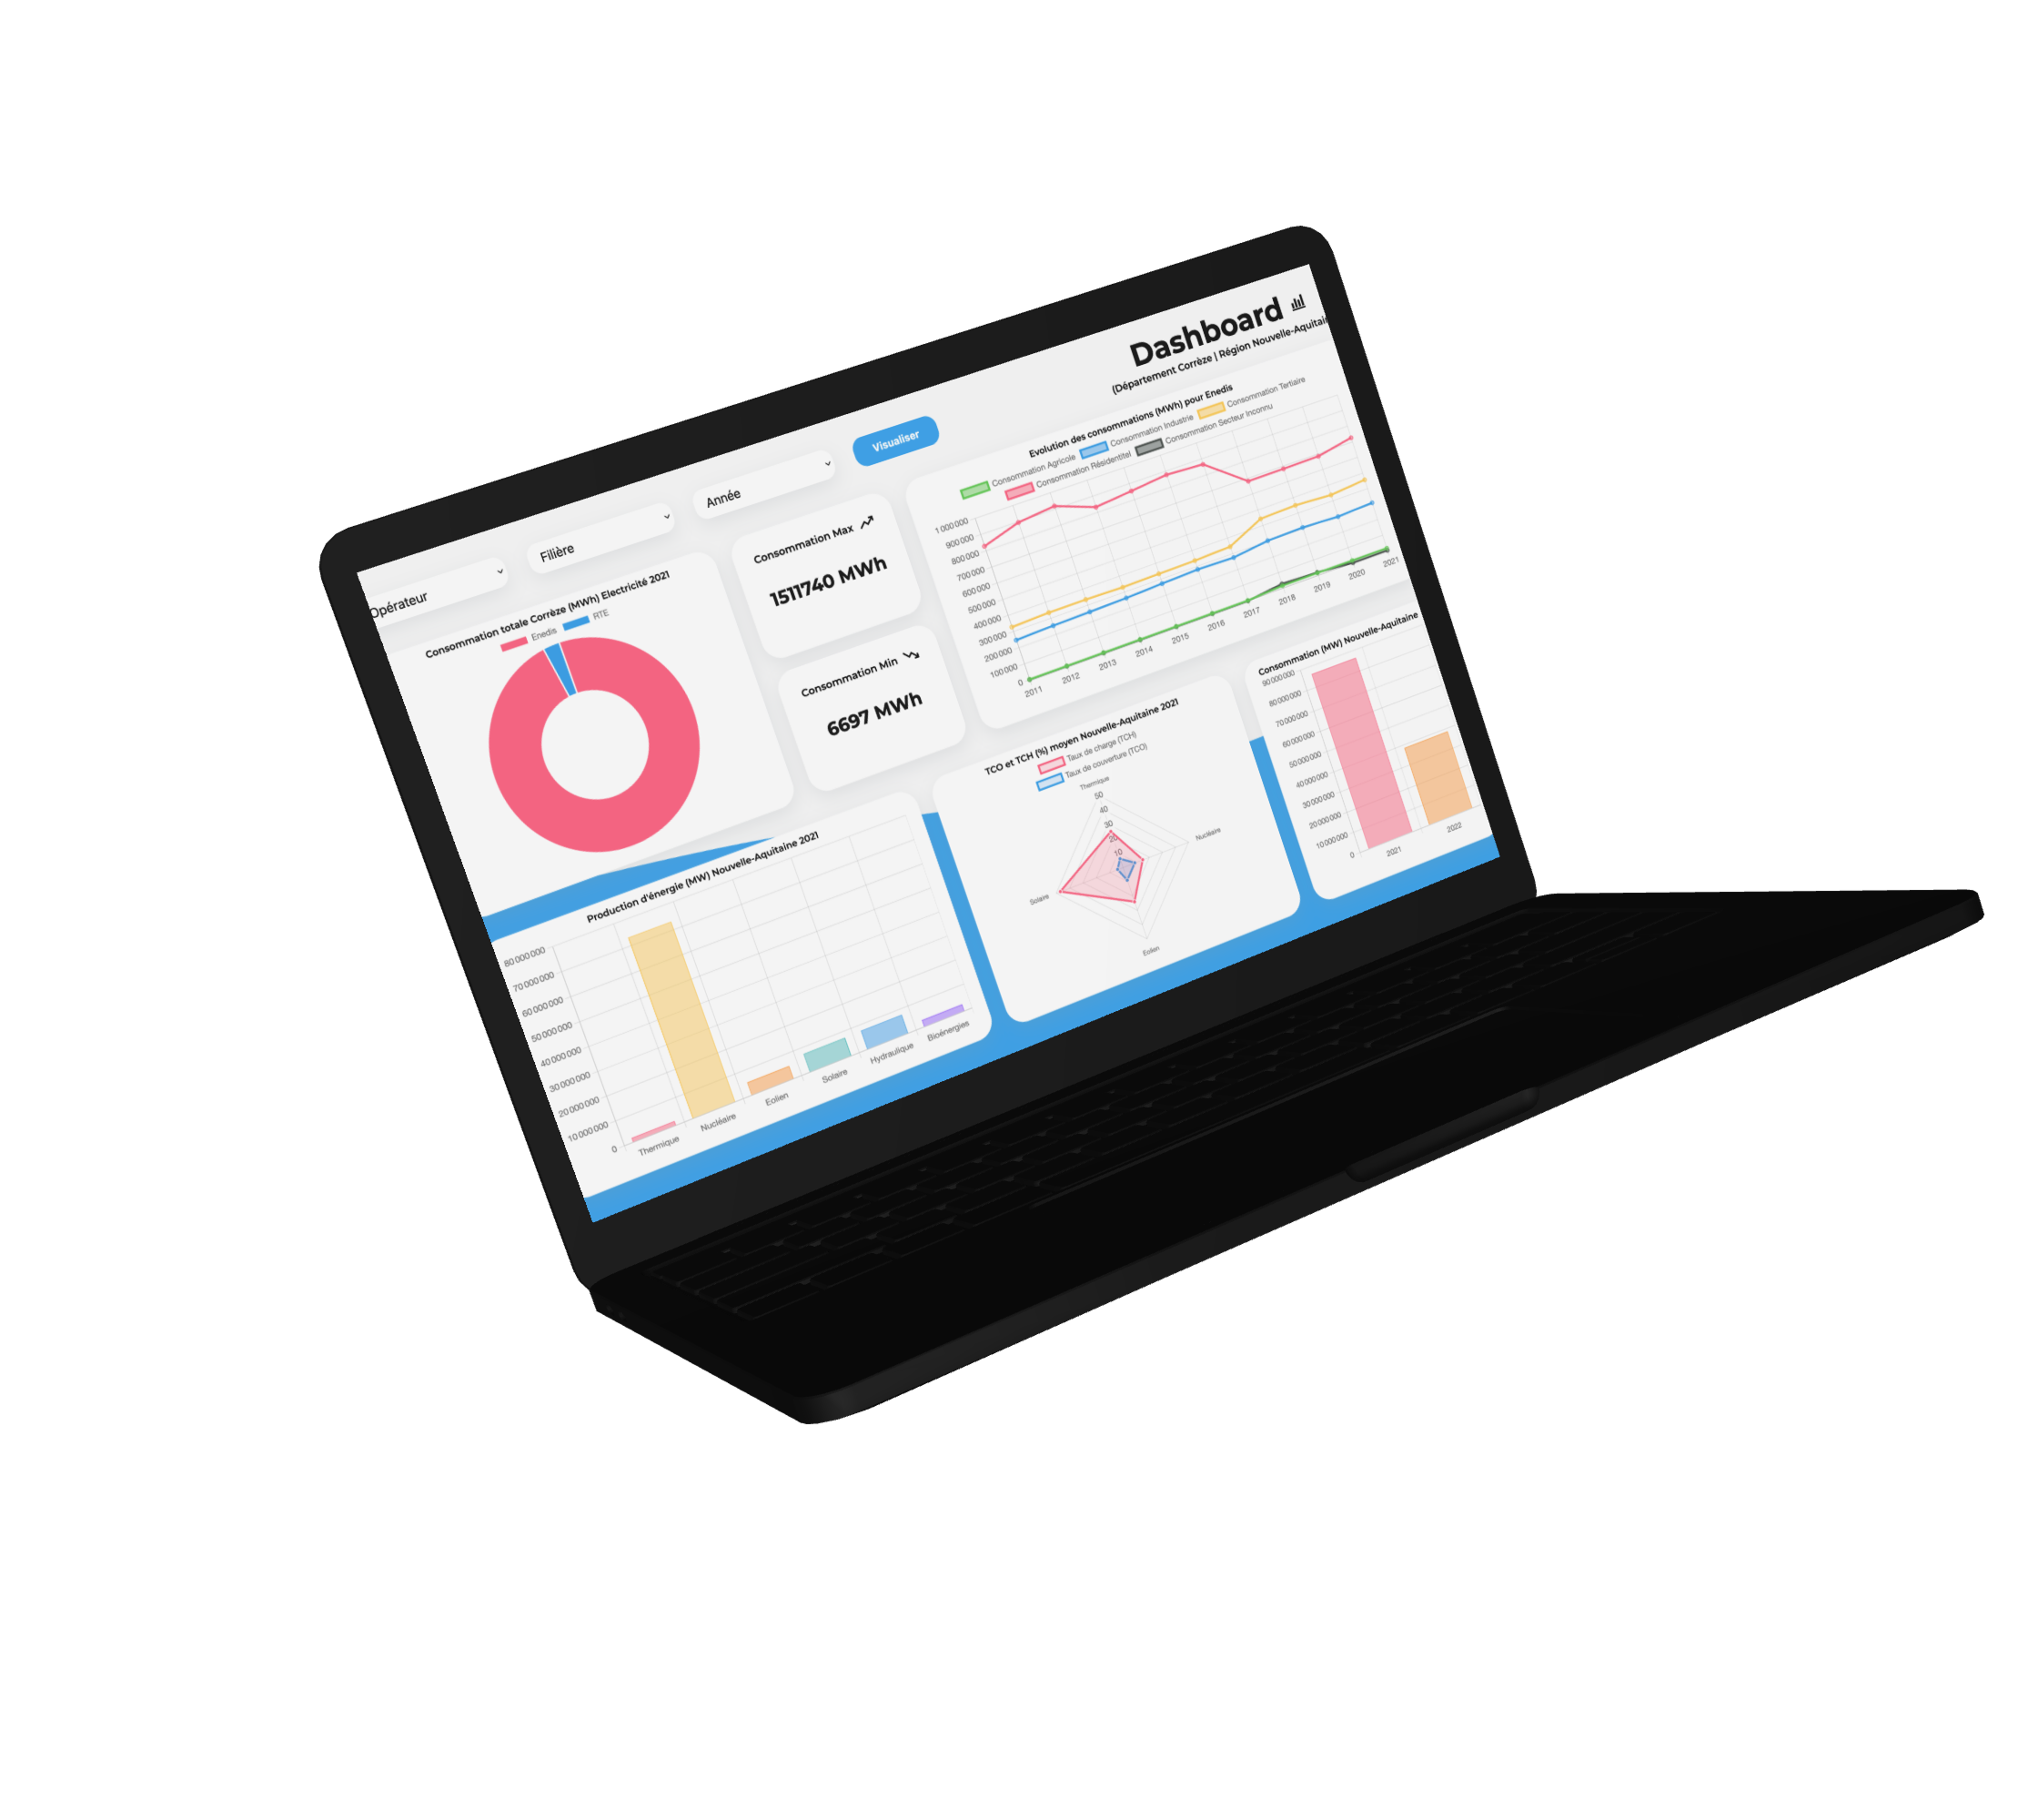 Dashboard
(Département Corrèze | Région Nouvelle-Aquitai
Opérateur
Filière
Année
Visualiser
Consommation totale Corrèze (MWh) Electricité 2021
Enedis
RTE
Consommation Max
1511740 MWh
Consommation Min
6697 MWh
Evolution des consommations (MWh) pour Enedis
Consommation Agricole
Consommation Industrie
Consommation Tertiaire
Consommation Résidentitel
Consommation Secteur Inconnu
1 000 000
900 000
800 000
700 000
600 000
500 000
400 000
300 000
200 000
100 000
0
2011
2012
2013
2014
2015
2016
2017
2018
2019
2020
2021
Production d'énergie (MW) Nouvelle-Aquitaine 2021
80 000 000
70 000 000
60 000 000
50 000 000
40 000 000
30 000 000
20 000 000
10 000 000
0
Thermique
Nucléaire
Eolien
Solaire
Hydraulique
Bioénergies
TCO et TCH (%) moyen Nouvelle-Aquitaine 2021
Taux de charge (TCH)
Taux de couverture (TCO)
Thermique
50
40
30
20
10
Nucléaire
Solaire
Eolien
Consommation (MW) Nouvelle-Aquitaine
90 000 000
80 000 000
70 000 000
60 000 000
50 000 000
40 000 000
30 000 000
20 000 000
10 000 000
0
2021
2022